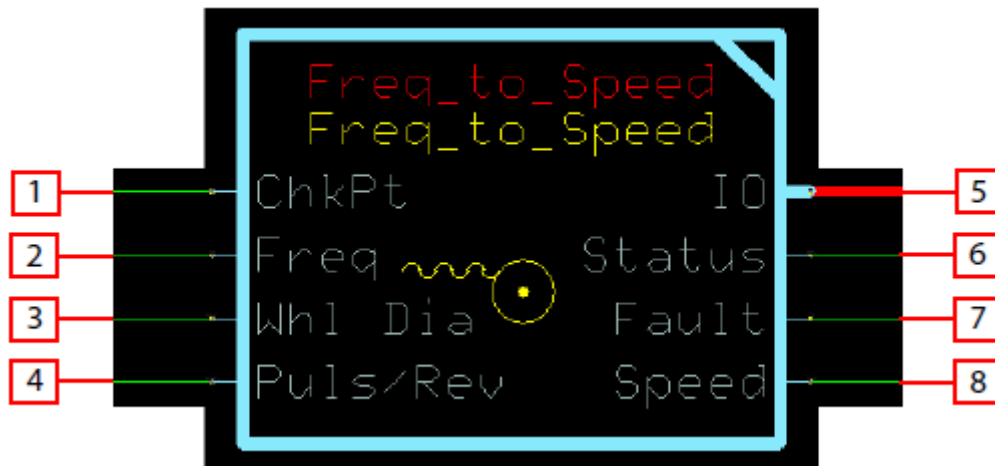 Freq_to_Speed
Freq_to_Speed
1 ChkPt IO 5
2 Freq Status 6
3 Whl Dia Fault 7
4 Puls/Rev Speed 8